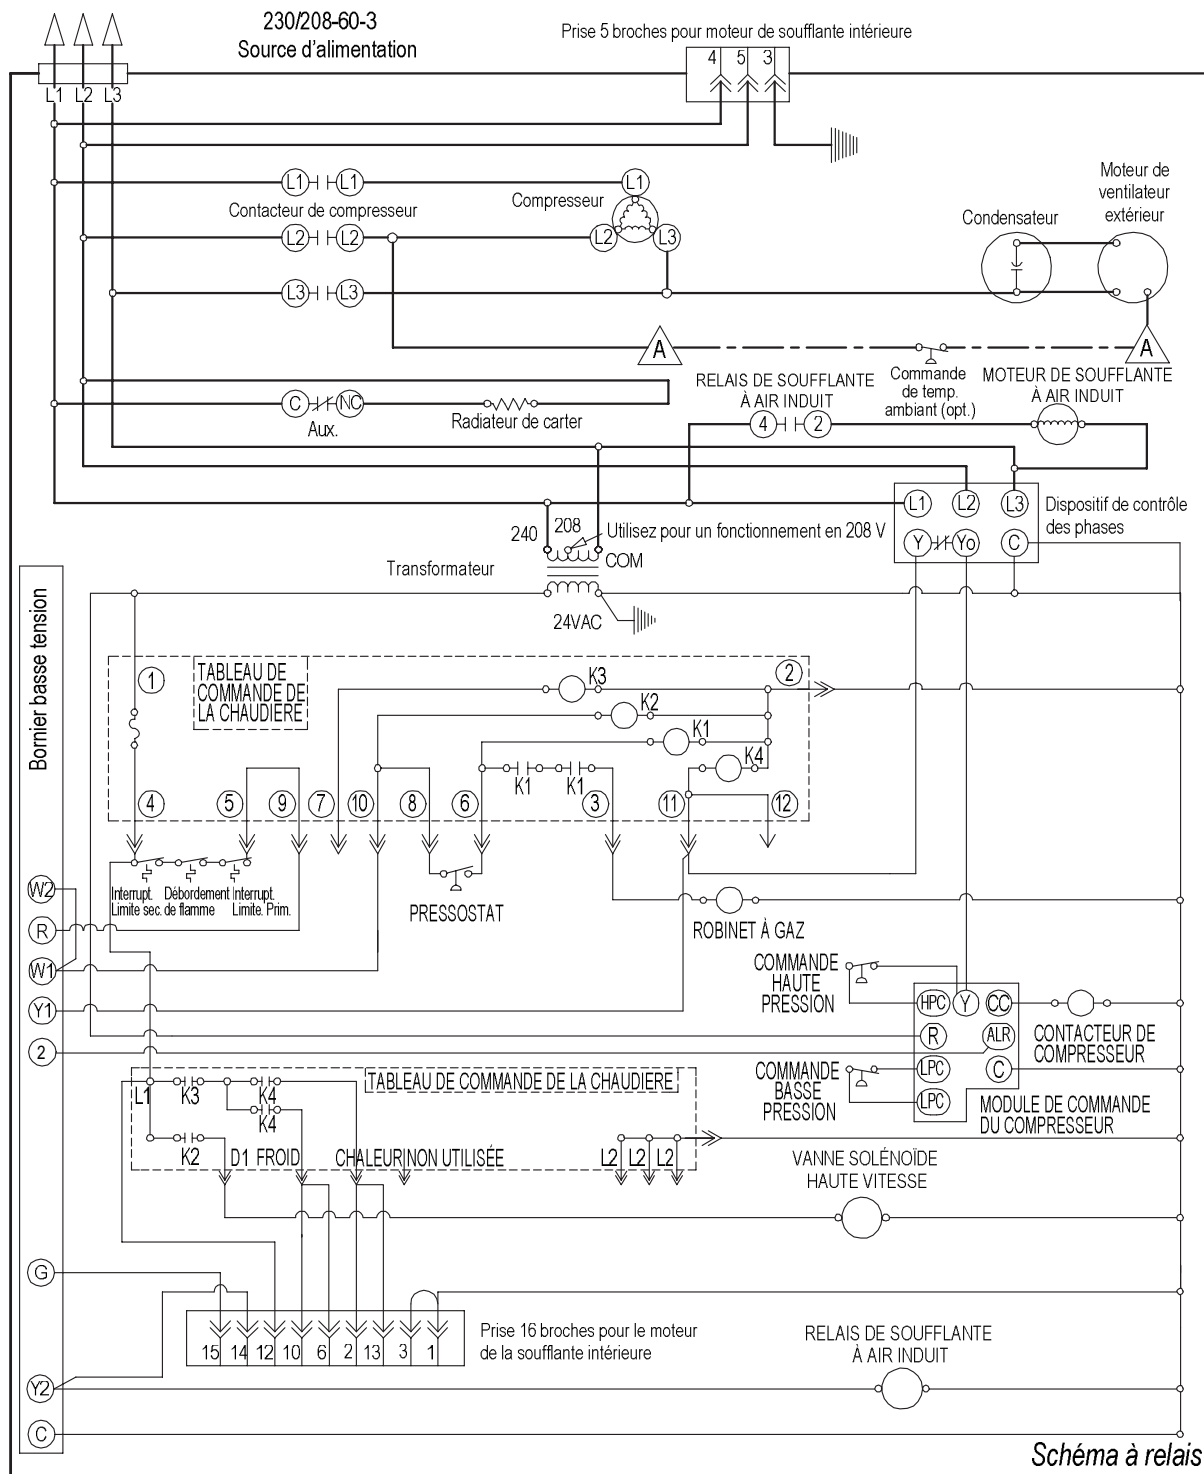 230/208-60-3
Source d'alimentation
Prise 5 broches pour moteur de soufflante intérieure
4 5 3
L1 L2 L3
L1 L1
L1
Contacteur de compresseur
Compresseur
L2 L2
L2 L3
L3 L3
Condensateur
Moteur de
ventilateur
extérieur
A
A
Commande
de temp.
ambiant (opt.)
RELAIS DE SOUFFLANTE
À AIR INDUIT
4 2
MOTEUR DE SOUFFLANTE
À AIR INDUIT
C NC
Aux.
Radiateur de carter
L1 L2 L3
Dispositif de contrôle
des phases
Y Yo C
240 208
Utilisez pour un fonctionnement en 208 V
COM
Transformateur
24VAC
Bornier basse tension
TABLEAU DE
COMMANDE DE
LA CHAUDIERE
1
2
K3
K2
K1
K4
K1 K1
4 5 9 7 10 8 6 3 11 12
Interrupt.
Limite sec.
Débordement
de flamme
Interrupt.
Limite. Prim.
PRESSOSTAT
ROBINET À GAZ
W2
R
W1
Y1
2
COMMANDE
HAUTE
PRESSION
HPC Y CC
R ALR
LPC C
LPC
CONTACTEUR DE
COMPRESSEUR
COMMANDE
BASSE
PRESSION
MODULE DE COMMANDE
DU COMPRESSEUR
TABLEAU DE COMMANDE DE LA CHAUDIERE
L1 K3 K4
K4
K2
D1 FROID CHALEUR NON UTILISÉE
L2 L2 L2
VANNE SOLÉNOÏDE
HAUTE VITESSE
G
15 14 12 10 6 2 13 3 1
Prise 16 broches pour le moteur
de la soufflante intérieure
RELAIS DE SOUFFLANTE
À AIR INDUIT
Y2
C
Schéma à relais